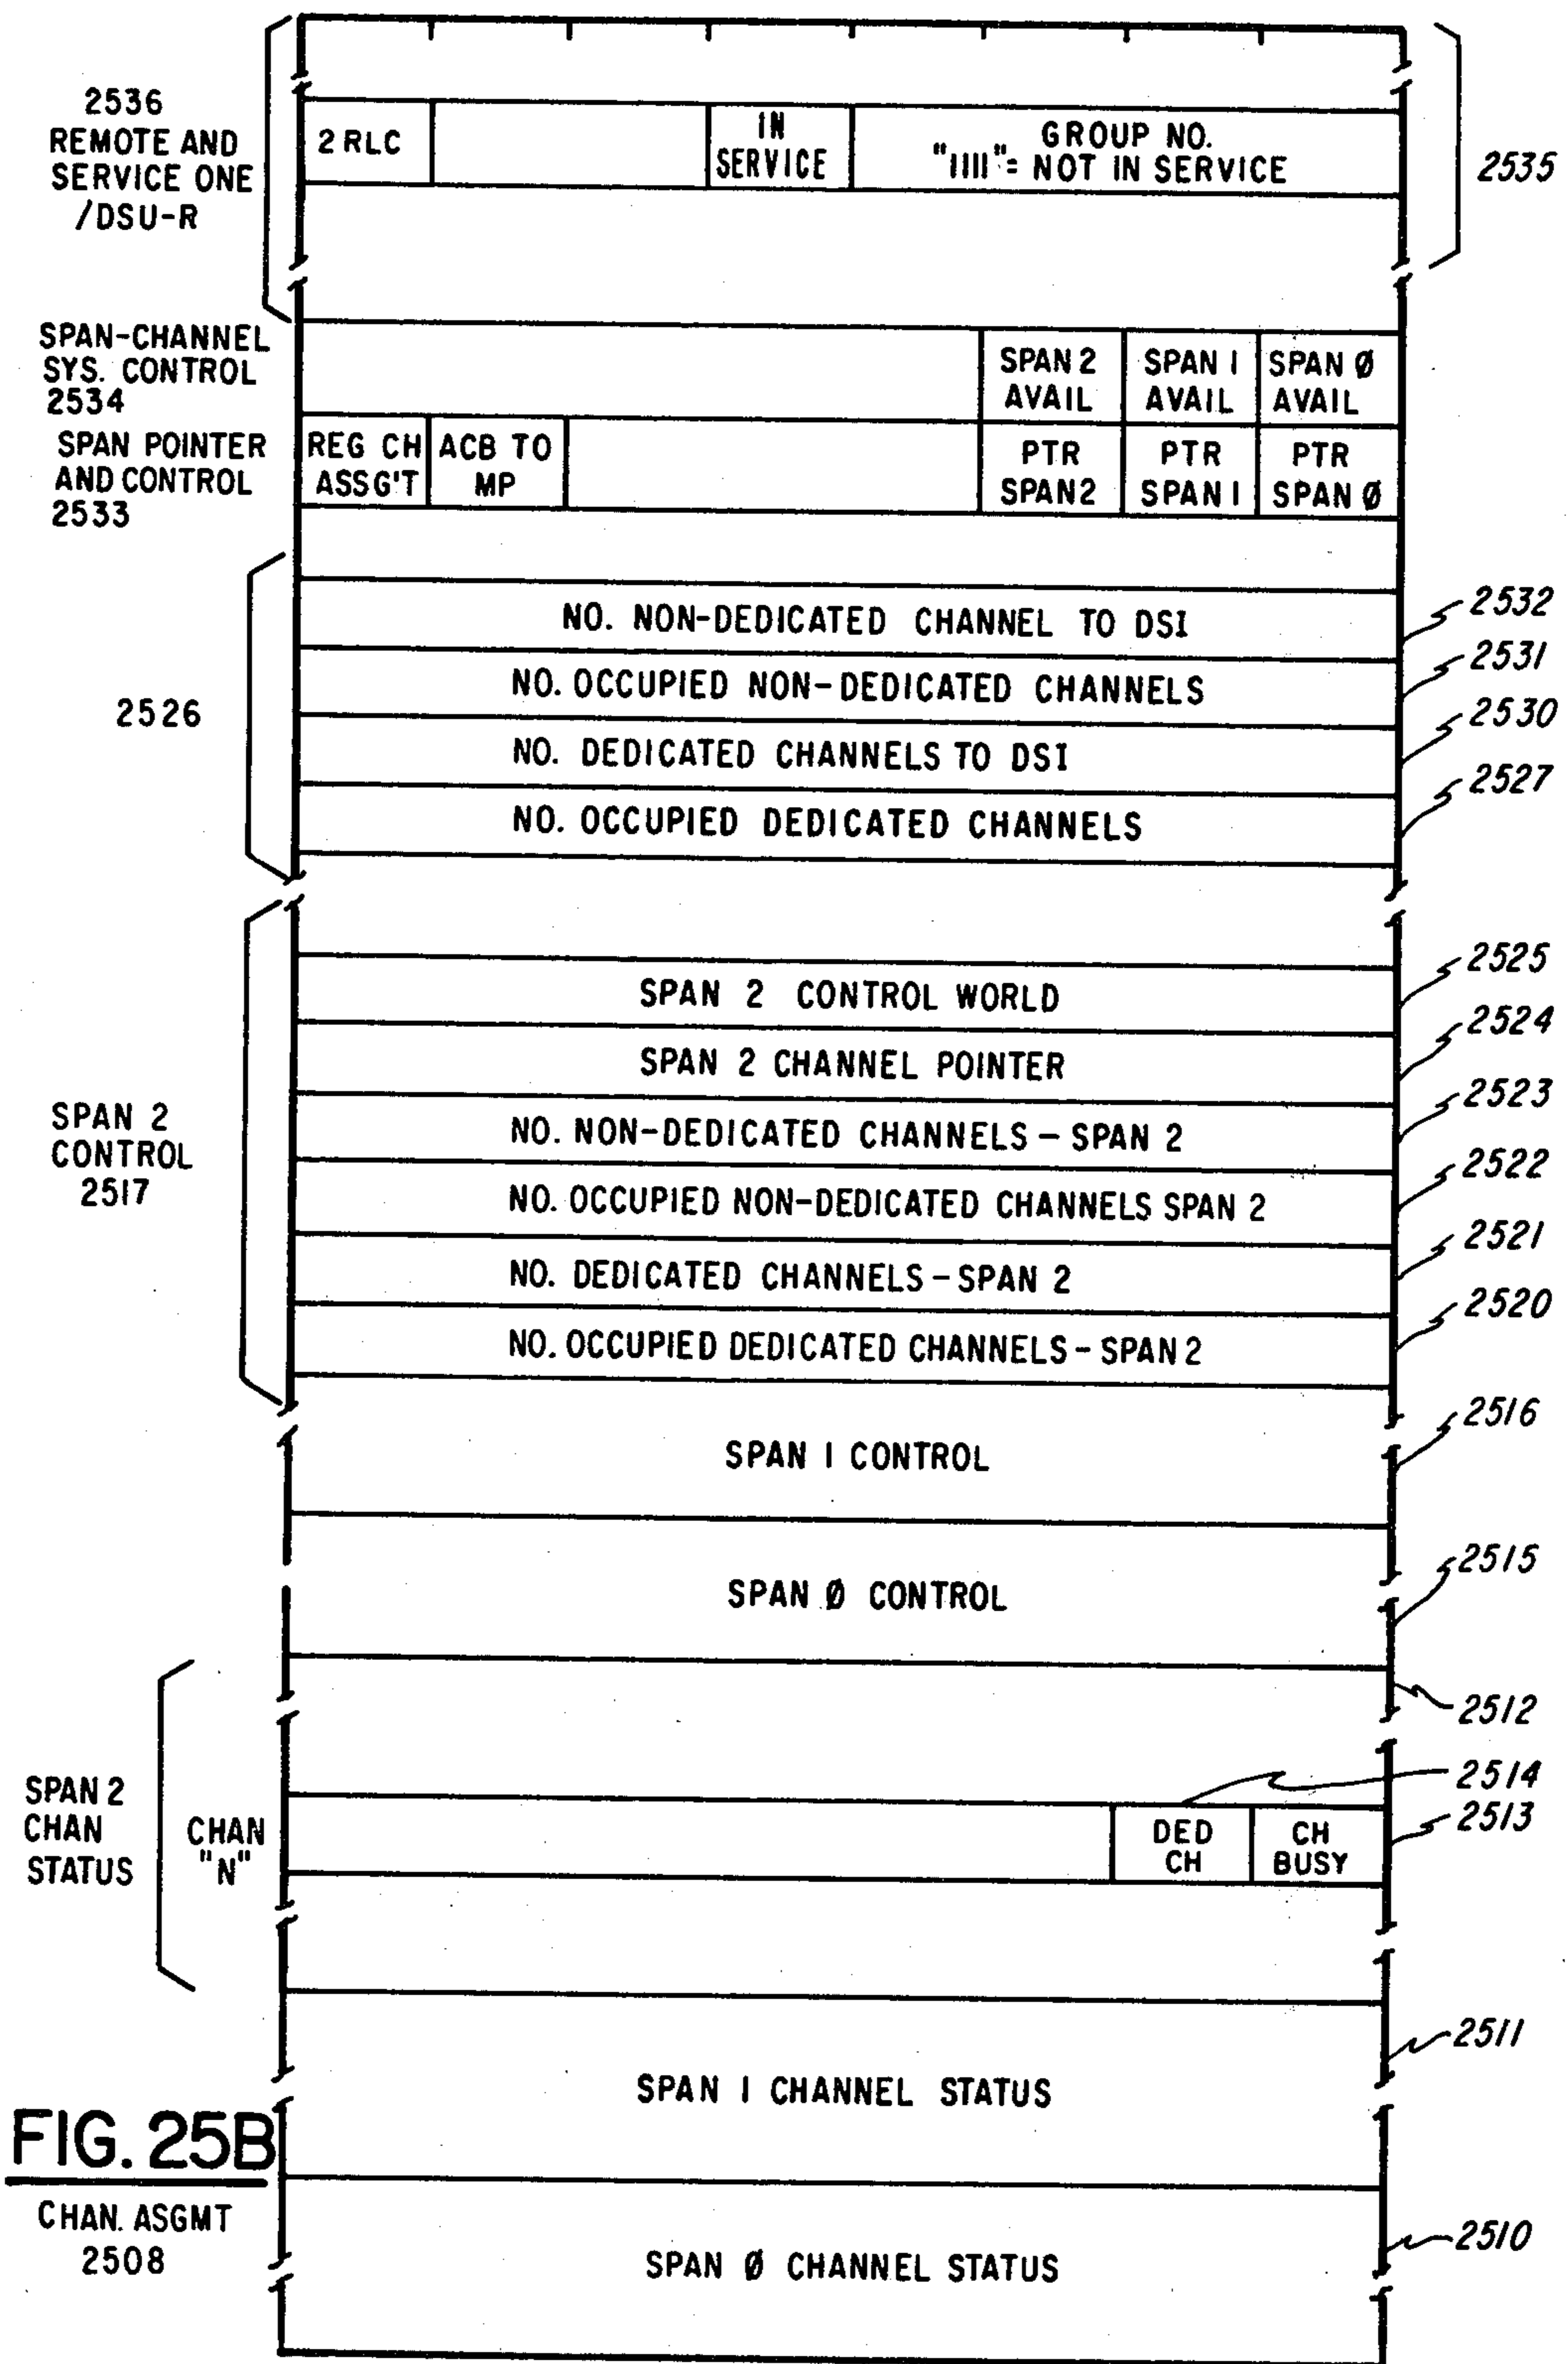 2536
REMOTE AND
SERVICE ONE
/DSU-R
2 RLC
IN
SERVICE
GROUP NO.
"1111"= NOT IN SERVICE
2535
SPAN-CHANNEL
SYS. CONTROL
2534
SPAN 2
AVAIL
SPAN 1
AVAIL
SPAN Ø
AVAIL
SPAN POINTER
AND CONTROL
2533
REG CH
ASSG'T
ACB TO
MP
PTR
SPAN2
PTR
SPAN 1
PTR
SPAN Ø
2526
NO. NON-DEDICATED CHANNEL TO DSI
2532
NO. OCCUPIED NON-DEDICATED CHANNELS
2531
NO. DEDICATED CHANNELS TO DSI
2530
NO. OCCUPIED DEDICATED CHANNELS
2527
SPAN 2
CONTROL
2517
SPAN 2 CONTROL WORLD
2525
SPAN 2 CHANNEL POINTER
2524
NO. NON-DEDICATED CHANNELS - SPAN 2
2523
NO. OCCUPIED NON-DEDICATED CHANNELS SPAN 2
2522
NO. DEDICATED CHANNELS - SPAN 2
2521
NO. OCCUPIED DEDICATED CHANNELS - SPAN 2
2520
SPAN 1 CONTROL
2516
SPAN Ø CONTROL
2515
2512
SPAN 2
CHAN
STATUS
CHAN
"N"
DED
CH
CH
BUSY
2514
2513
SPAN 1 CHANNEL STATUS
2511
FIG. 25B
CHAN. ASGMT
2508
SPAN Ø CHANNEL STATUS
2510